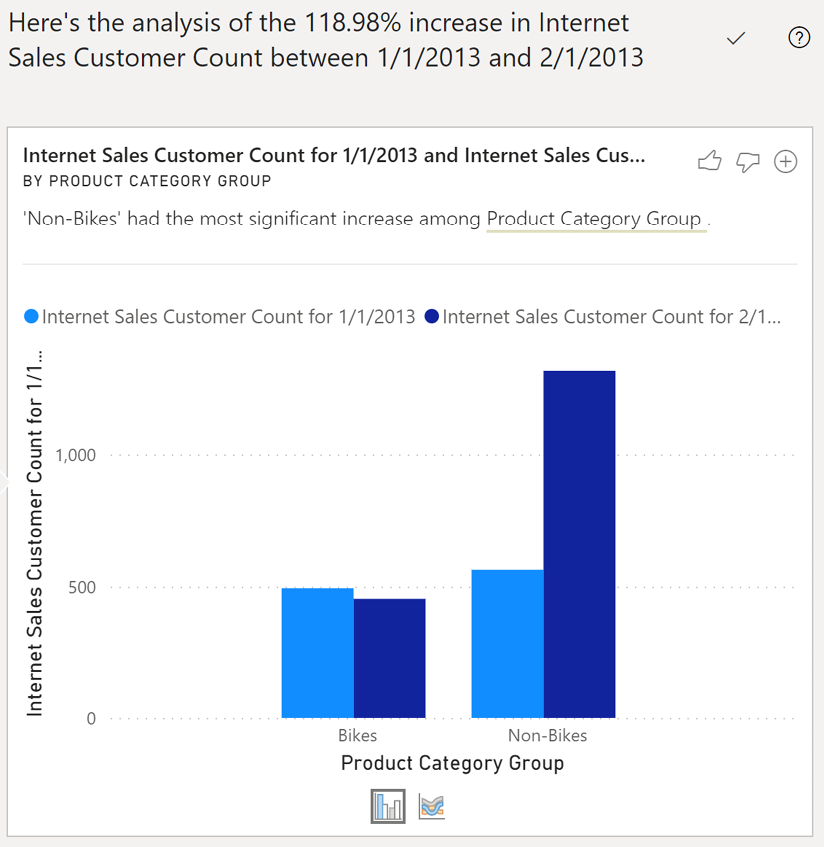 Here's the analysis of the 118.98% increase in Internet
Sales Customer Count between 1/1/2013 and 2/1/2013
Internet Sales Customer Count for 1/1/2013 and Internet Sales Cus...
BY PRODUCT CATEGORY GROUP
'Non-Bikes' had the most significant increase among Product Category Group .
Internet Sales Customer Count for 1/1/2013 Internet Sales Customer Count for 2/1...
Internet Sales Customer Count for 1/1...
1,000
500
0
Bikes Non-Bikes
Product Category Group